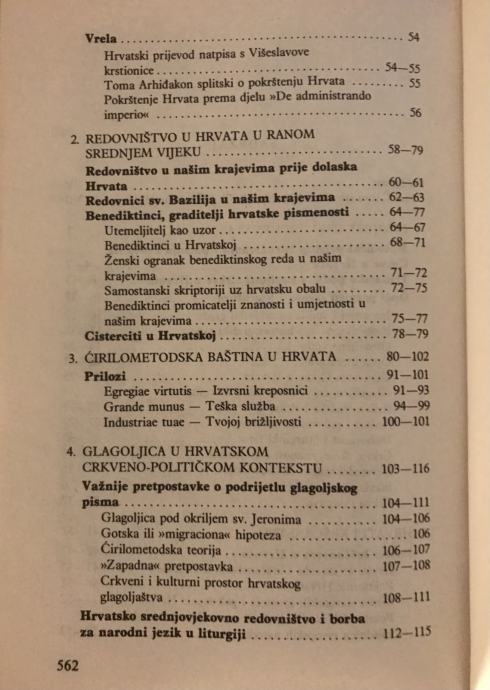 Vrela ........................................ 54
Hrvatski prijevod natpisa s Višeslavove
krstionice ................................ 54—55
Toma Arhiđakon splitski o pokrštenju Hrvata ......... 55
Pokrštenje Hrvata prema djelu »De administrando
imperio« ................................ 56
2. REDOVNIŠTVO U HRVATA U RANOM
SREDNJEM VIJEKU ........................ 58—79
Redovništvo u našim krajevima prije dolaska
Hrvata ................................ 60—61
Redovnici sv. Bazilija u našim krajevima ...... 62—63
Benediktinci, graditelji hrvatske pismenosti ..... 64—77
Utemeljitelj kao uzor ........................ 64—67
Benediktinci u Hrvatskoj ..................... 68—71
Ženski ogranak benediktinskog reda u našim
krajevima ................................ 71—72
Samostanski skriptoriji uz hrvatsku obalu ........ 72—75
Benediktinci promicatelji znanosti i umjetnosti u
našim krajevima ........................... 75—77
Cisterciti u Hrvatskoj ........................ 78—79
3. ĆIRILOMETODSKA BAŠTINA U HRVATA ...... 80—102
Prilozi ................................ 91—101
Egregiae virtutis — Izvrsni kreposnici ........... 91—93
Grande munus — Teška služba ................ 94—99
Industriae tuae — Tvojoj brižljivosti .......... 100—101
4. GLAGOLJICA U HRVATSKOM
CRKVENO-POLITIČKOM KONTEKSTU ....... 103—116
Važnije pretpostavke o podrijetlu glagoljskog
pisma ................................ 104—111
Glagoljica pod okriljem sv. Jeronima .......... 104—106
Gotska ili »migraciona« hipoteza ................ 106
Ćirilometodska teorija ..................... 106—107
»Zapadna« pretpostavka .................... 107—108
Crkveni i kulturni prostor hrvatskog
glagoljaštva ............................. 108—111
Hrvatsko srednjovjekovno redovništvo i borba
za narodni jezik u liturgiji .................. 112—115
562